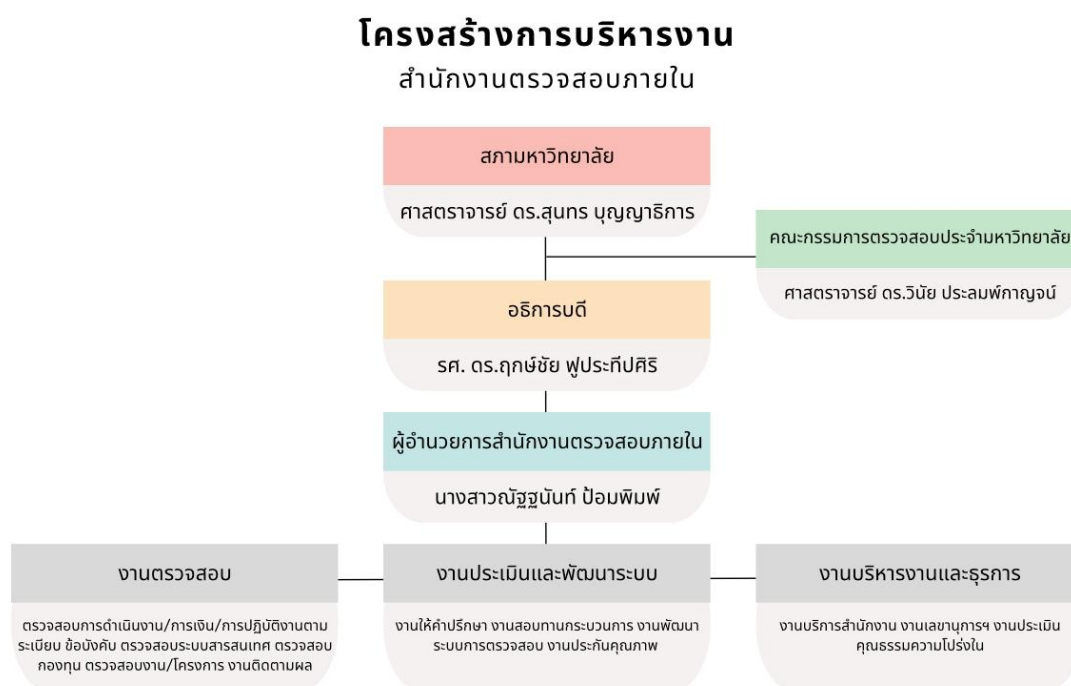 โครงสร้างการบริหารงาน
สำนักงานตรวจสอบภายใน
สภามหาวิทยาลัย
ศาสตราจารย์ ดร.สุนทร บุญญาธิการ
คณะกรรมการตรวจสอบประจำมหาวิทยาลัย
ศาสตราจารย์ ดร.วินัย ประลมพ์กาญจน์
อธิการบดี
รศ. ดร.ฤกษ์ชัย ฟูประทีปศิริ
ผู้อำนวยการสำนักงานตรวจสอบภายใน
นางสาวณัฐฐนันท์ ป้อมพิมพ์
งานตรวจสอบ
ตรวจสอบการดำเนินงาน/การเงิน/การปฏิบัติงานตาม
ระเบียบ ข้อบังคับ ตรวจสอบระบบสารสนเทศ ตรวจสอบ
กองทุน ตรวจสอบงาน/โครงการ งานติดตามผล
งานประเมินและพัฒนาระบบ
งานให้คำปรึกษา งานสอบทานกระบวนการ งานพัฒนา
ระบบการตรวจสอบ งานประกันคุณภาพ
งานบริหารงานและธุรการ
งานบริการสำนักงาน งานเลขานุการฯ งานประเมิน
คุณธรรมความโปร่งใน